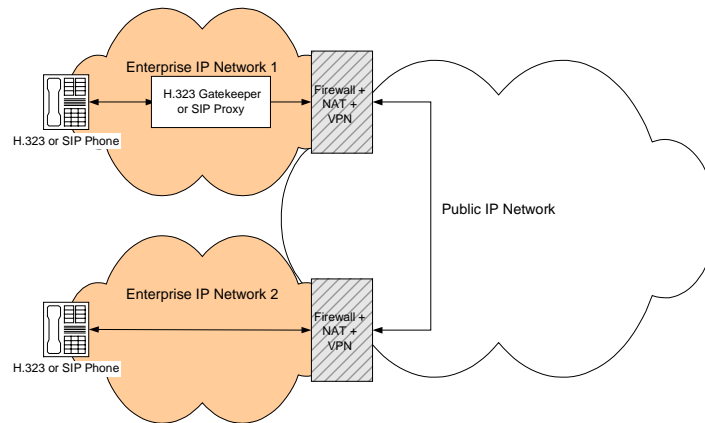 Enterprise IP Network 1
H.323 Gatekeeper
or SIP Proxy
Firewall +
NAT +
VPN
H.323 or SIP Phone
Public IP Network
Enterprise IP Network 2
Firewall +
NAT +
VPN
H.323 or SIP Phone